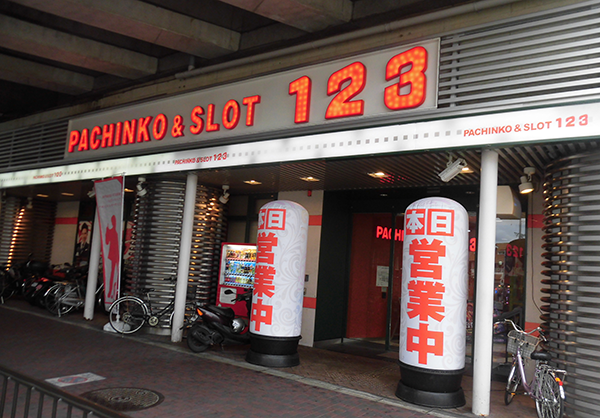 PACHINKO & SLOT 123
PACHINKO & SLOT 123
PACHINKO & SLOT 123
本日
営業中
本日
営業中
PACHIN